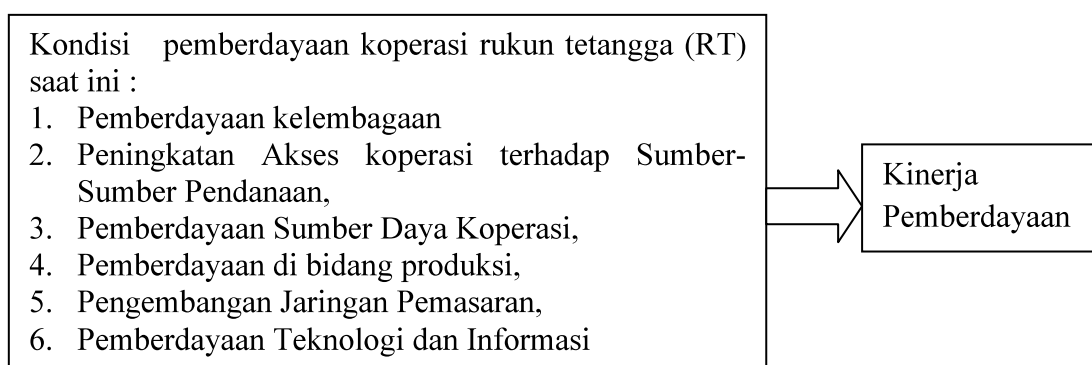 Kondisi pemberdayaan koperasi rukun tetangga (RT)
saat ini :
1. Pemberdayaan kelembagaan
2. Peningkatan Akses koperasi terhadap Sumber-
Sumber Pendanaan,
3. Pemberdayaan Sumber Daya Koperasi,
4. Pemberdayaan di bidang produksi,
5. Pengembangan Jaringan Pemasaran,
6. Pemberdayaan Teknologi dan Informasi
Kinerja
Pemberdayaan